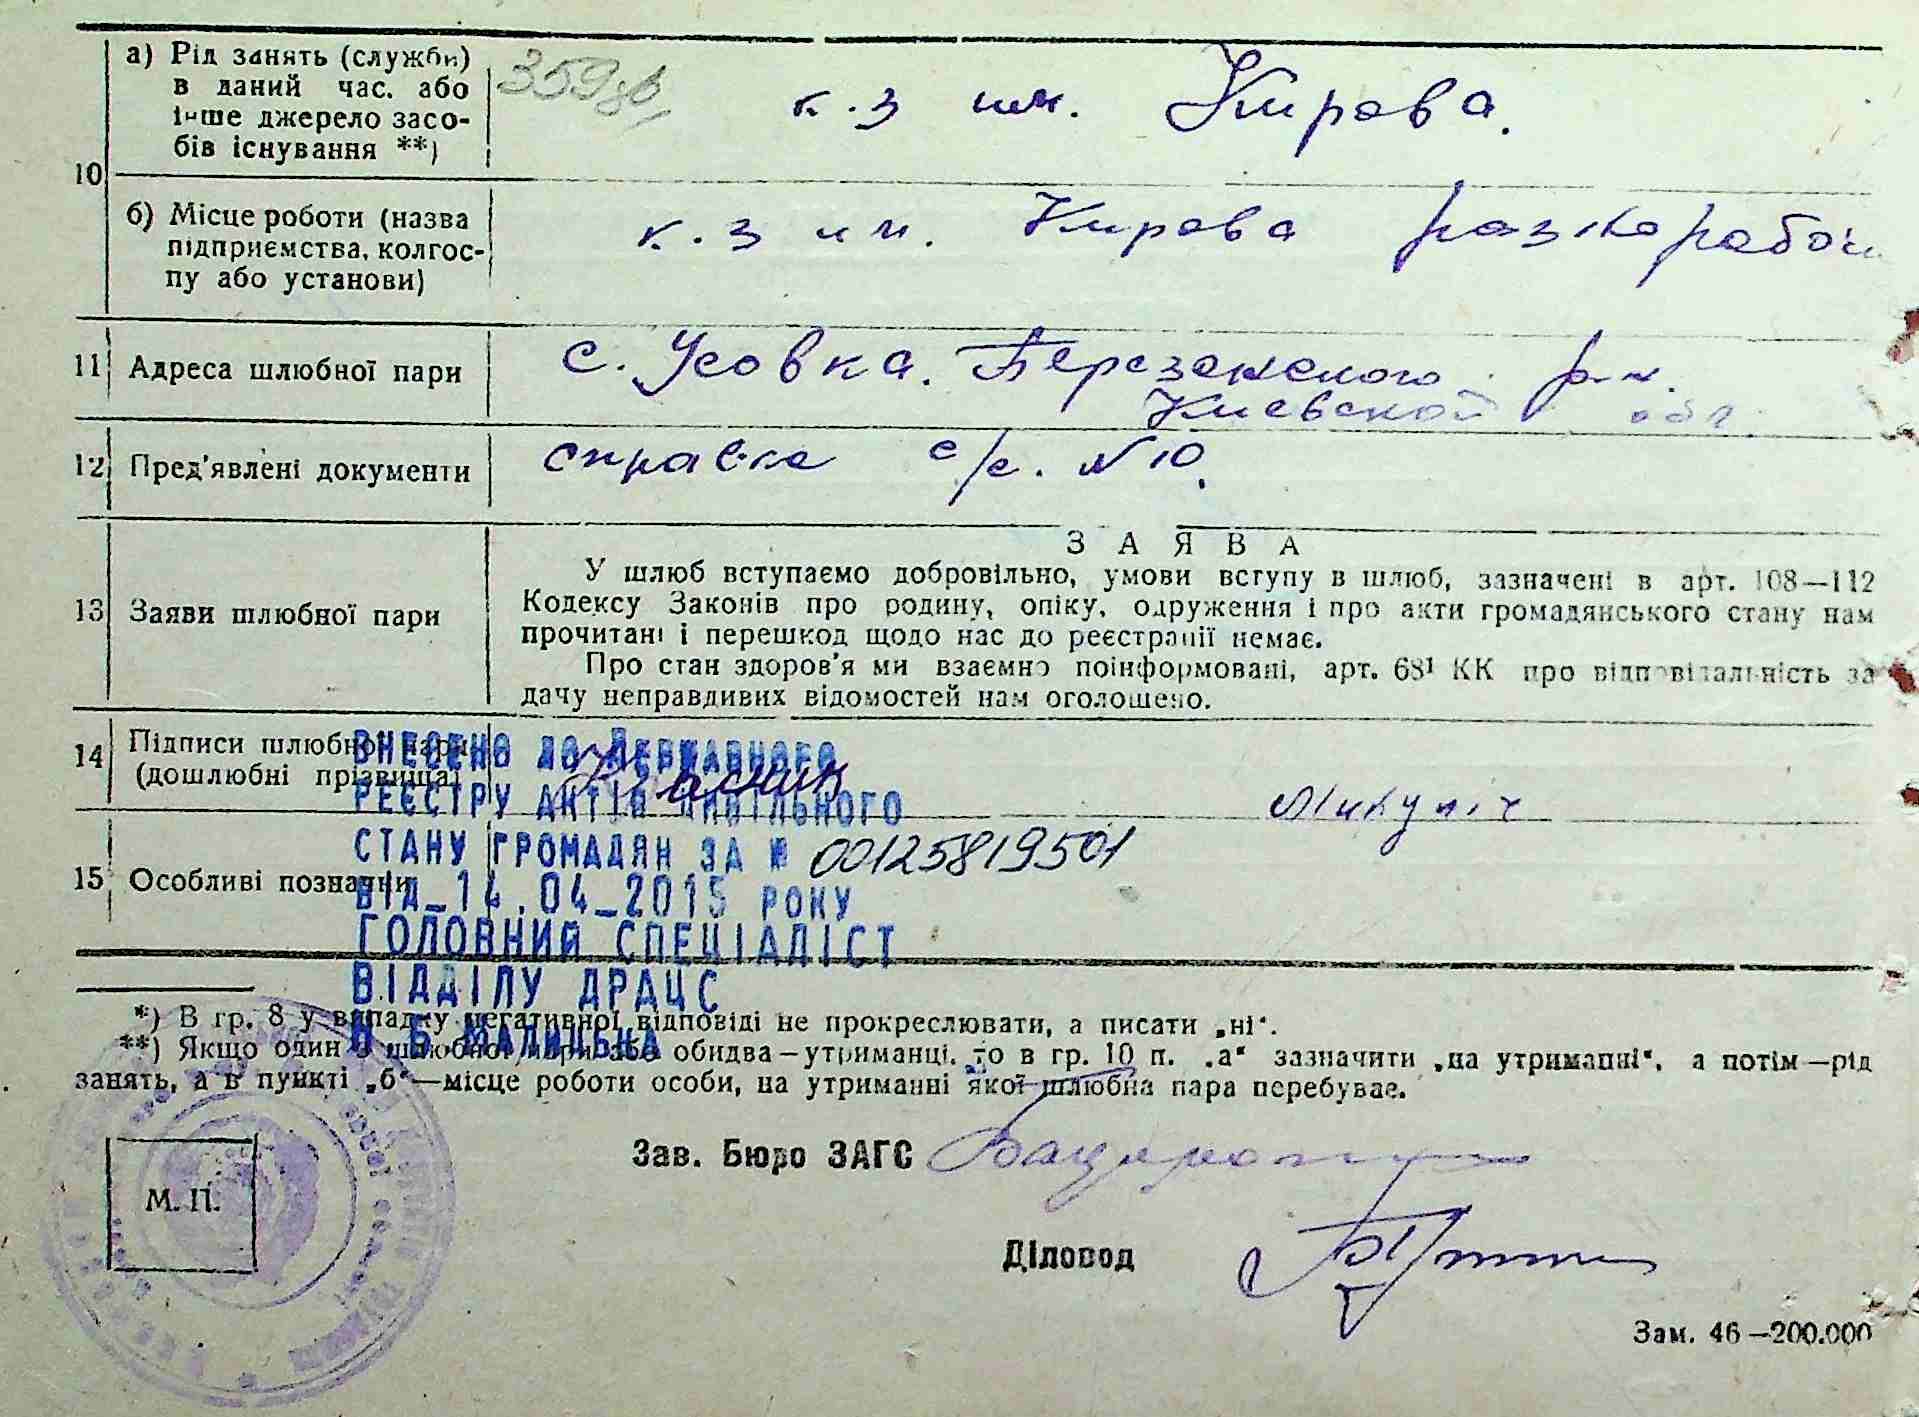 10
а) Рід занять (служби)
в даний час. або
інше джерело засо-
бів існування **)
к.з им. Кирова.
б) Місце роботи (назва
підприємства, колгос-
пу або установи)
к.з им. Кирова разнорабоч
11 Адреса шлюбної пари
с. Усовка. Березанского р-н.
Киевской обл.
12 Пред'явлені документи
справка с/с. N 10.
13 Заяви шлюбної пари
ЗАЯВА
У шлюб вступаємо добровільно, умови вступу в шлюб, зазначені в арт. 108—112
Кодексу Законів про родину, опіку, одруження і про акти громадянського стану нам
прочитані і перешкод щодо нас до реєстрації немає.
Про стан здоров'я ми взаємно поінформовані, арт. 68¹ КК про відповідальність за
дачу неправдивих відомостей нам оголошено.
14 Підписи шлюбної пари
(дошлюбні прізвища)
Микуліч
15 Особливі позначки
ВНЕСЕНО ДО ДЕРЖАВНОГО
РЕЄСТРУ АКТІВ ЦИВІЛЬНОГО
СТАНУ ГРОМАДЯН ЗА № 00125819501
ВІД_14.04_2015 РОКУ
ГОЛОВНИЙ СПЕЦІАЛІСТ
ВІДДІЛУ ДРАЦС
МАЛИЦЬКА
*) В гр. 8 у випадку негативної відповіді не прокреслювати, а писати „ні“.
**) Якщо один з шлюбної пари або обидва—утриманці, то в гр. 10 п. „а“ зазначити „на утриманні“, а потім—рід
занять, а в пункті „б“—місце роботи особи, на утриманні якої шлюбна пара перебуває.
Зав. Бюро ЗАГС
М. П.
Діловод
Зам. 46—200.000